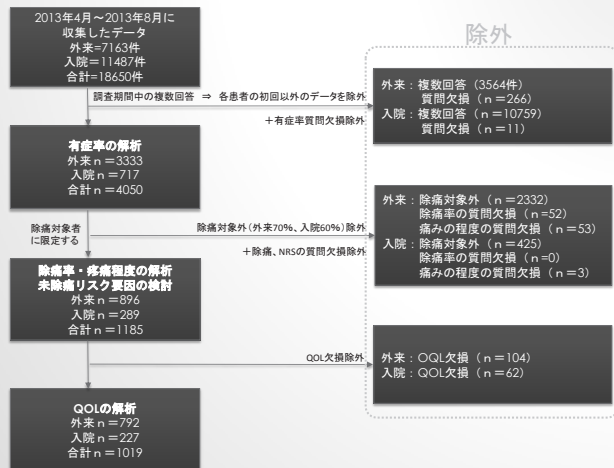 2013年4月～2013年8月に
収集したデータ
外来=7163件
入院=11487件
合計=18650件
除外
調査期間中の複数回答 ⇒ 各患者の初回以外のデータを除外
＋有症率質問欠損除外
外来：複数回答（3564件）
質問欠損（ｎ＝266）
入院：複数回答（ｎ＝10759）
質問欠損（ｎ＝11）
有症率の解析
外来ｎ＝3333
入院ｎ＝717
合計ｎ＝4050
除痛対象者
に限定する
除痛対象外（外来70%、入院60%）除外
＋除痛、NRSの質問欠損除外
外来：除痛対象外（ｎ＝2332）
除痛率の質問欠損（ｎ=52）
痛みの程度の質問欠損（ｎ＝53）
入院：除痛対象外（ｎ＝425）
除痛率の質問欠損（ｎ=0）
痛みの程度の質問欠損（ｎ＝3）
除痛率・疼痛程度の解析
未除痛リスク要因の検討
外来ｎ＝896
入院ｎ＝289
合計ｎ＝1185
QOL欠損除外
外来：OQL欠損（ｎ＝104）
入院：QOL欠損（ｎ＝62）
QOLの解析
外来ｎ＝792
入院ｎ＝227
合計ｎ＝1019